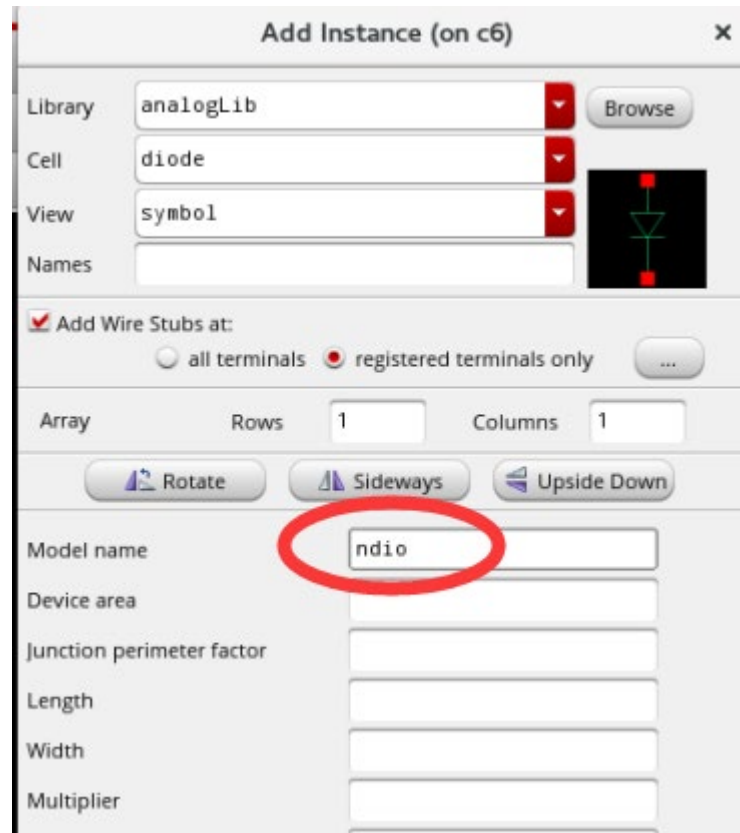 Add Instance (on c6)
Library analogLib Browse
Cell diode
View symbol
Names
Add Wire Stubs at:
all terminals registered terminals only ...
Array Rows 1 Columns 1
Rotate Sideways Upside Down
Model name ndio
Device area
Junction perimeter factor
Length
Width
Multiplier